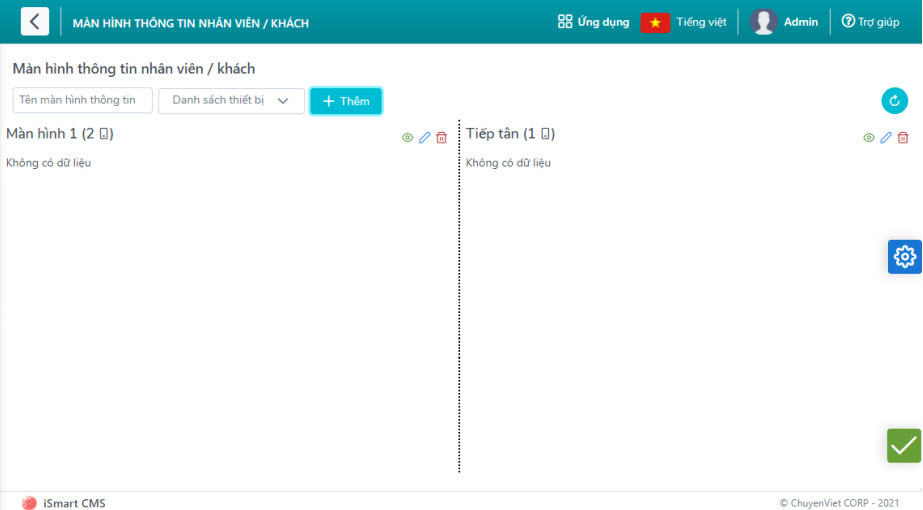 MÀN HÌNH THÔNG TIN NHÂN VIÊN / KHÁCH
Ứng dụng
Tiếng việt
Admin
Trợ giúp
Màn hình thông tin nhân viên / khách
Tên màn hình thông tin
Danh sách thiết bị
+ Thêm
Màn hình 1 (2)
Không có dữ liệu
Tiếp tân (1)
Không có dữ liệu
iSmart CMS
© ChuyenViet CORP - 2021